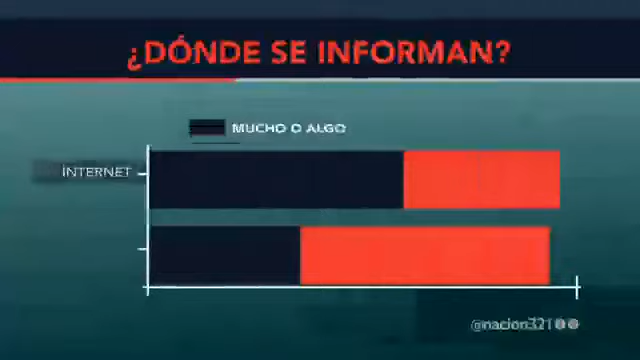 ¿DÓNDE SE INFORMAN?
MUCHO O ALGO
INTERNET
@nacion321